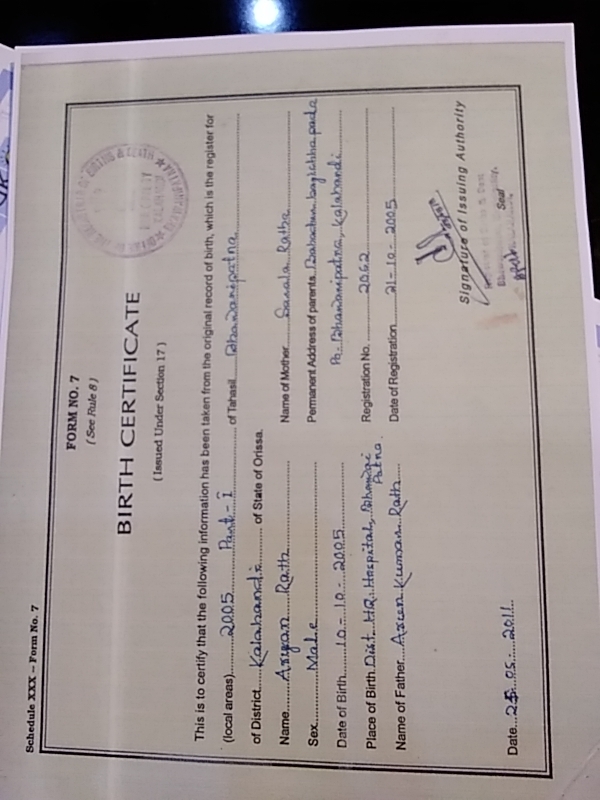 Schedule XXX – Form No. 7
FORM NO. 7
(See Rule 8)
BIRTH CERTIFICATE
(Issued Under Section 17)
This is to certify that the following information has been taken from the original record of birth, which is the register for
(local areas) 2005 Part-I of Tahasil Bhawanipatna
of District Kalahandi of State of Orissa.
Name Aryan Rath Name of Mother Sarala Ratha
Sex Male Permanent Address of parents
Po-Bhawanipatna, Kalahandi
Date of Birth 10-10-2005
Place of Birth Dist. HQ. Hospital, Bhawani Patna. Registration No. 2062
Name of Father Arun Kumar Rath Date of Registration 21-10-2005
Signature of Issuing Authority
Seal
Date 25.05.2011